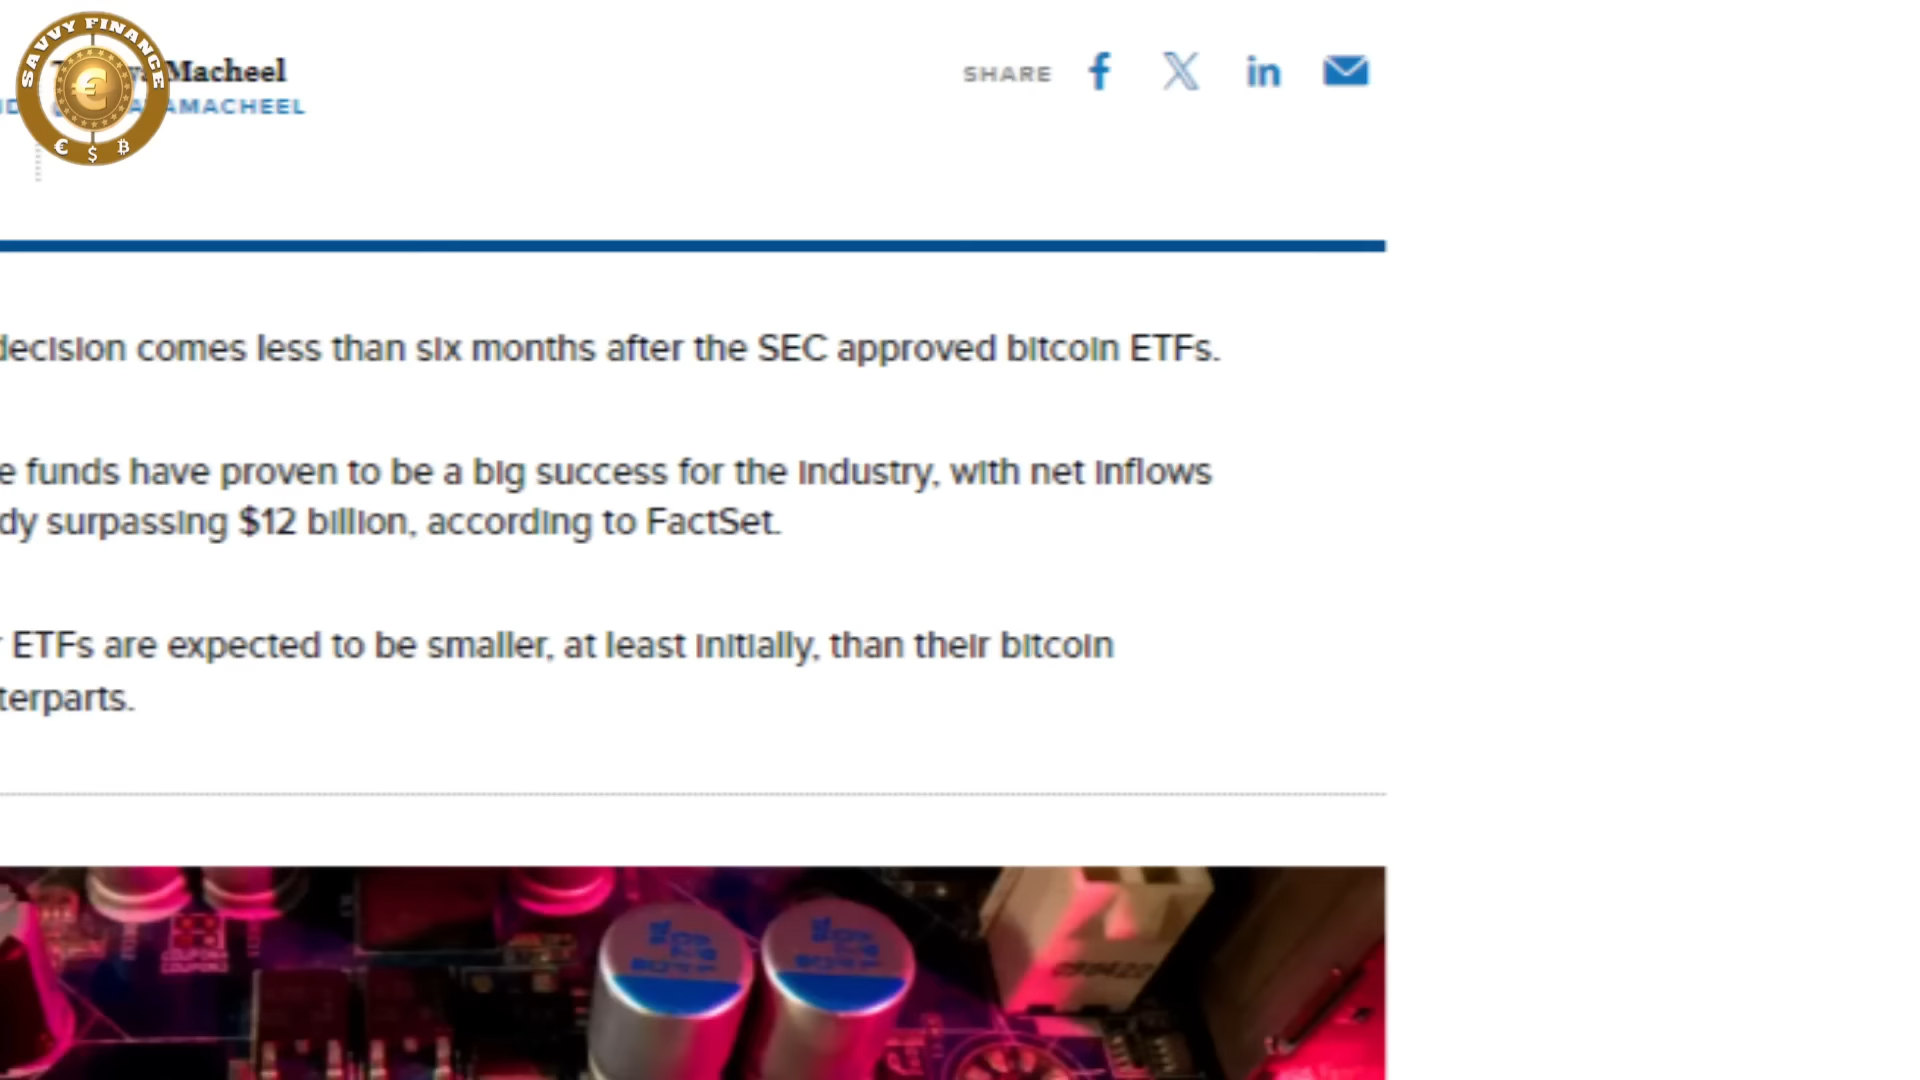 SAVVY FINANCE
€ $ ₿
Macheel
AMACHEEL
SHARE
decision comes less than six months after the SEC approved bitcoin ETFs.
e funds have proven to be a big success for the industry, with net inflows
dy surpassing $12 billion, according to FactSet.
r ETFs are expected to be smaller, at least initially, than their bitcoin
terparts.